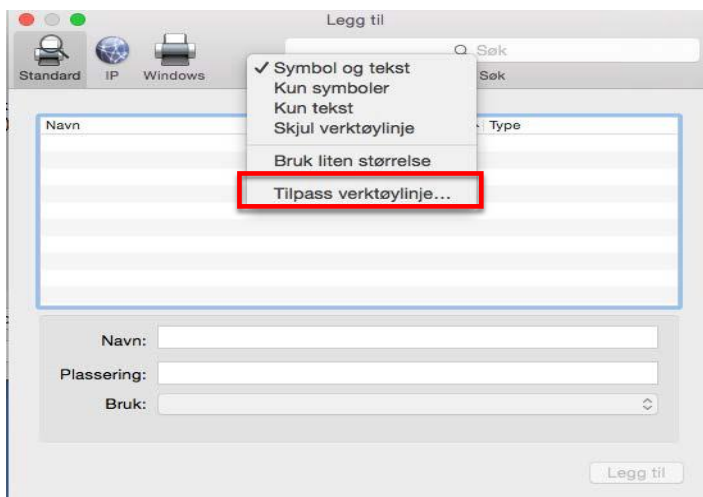 Legg til
Søk
Standard IP Windows
✓ Symbol og tekst
Søk
Kun symboler
Kun tekst
Skjul verktøylinje
Navn
Type
Bruk liten størrelse
Tilpass verktøylinje...
Navn:
Plassering:
Bruk:
Legg til